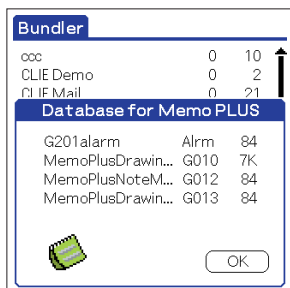 Bundler
ccc 0 10
CLIE Demo 0 2
CLIE Mail 0 21
Database for Memo PLUS
G201alarm Alrm 84
MemoPlusDrawin... G010 7K
MemoPlusNoteM... G012 84
MemoPlusDrawin... G013 84
OK